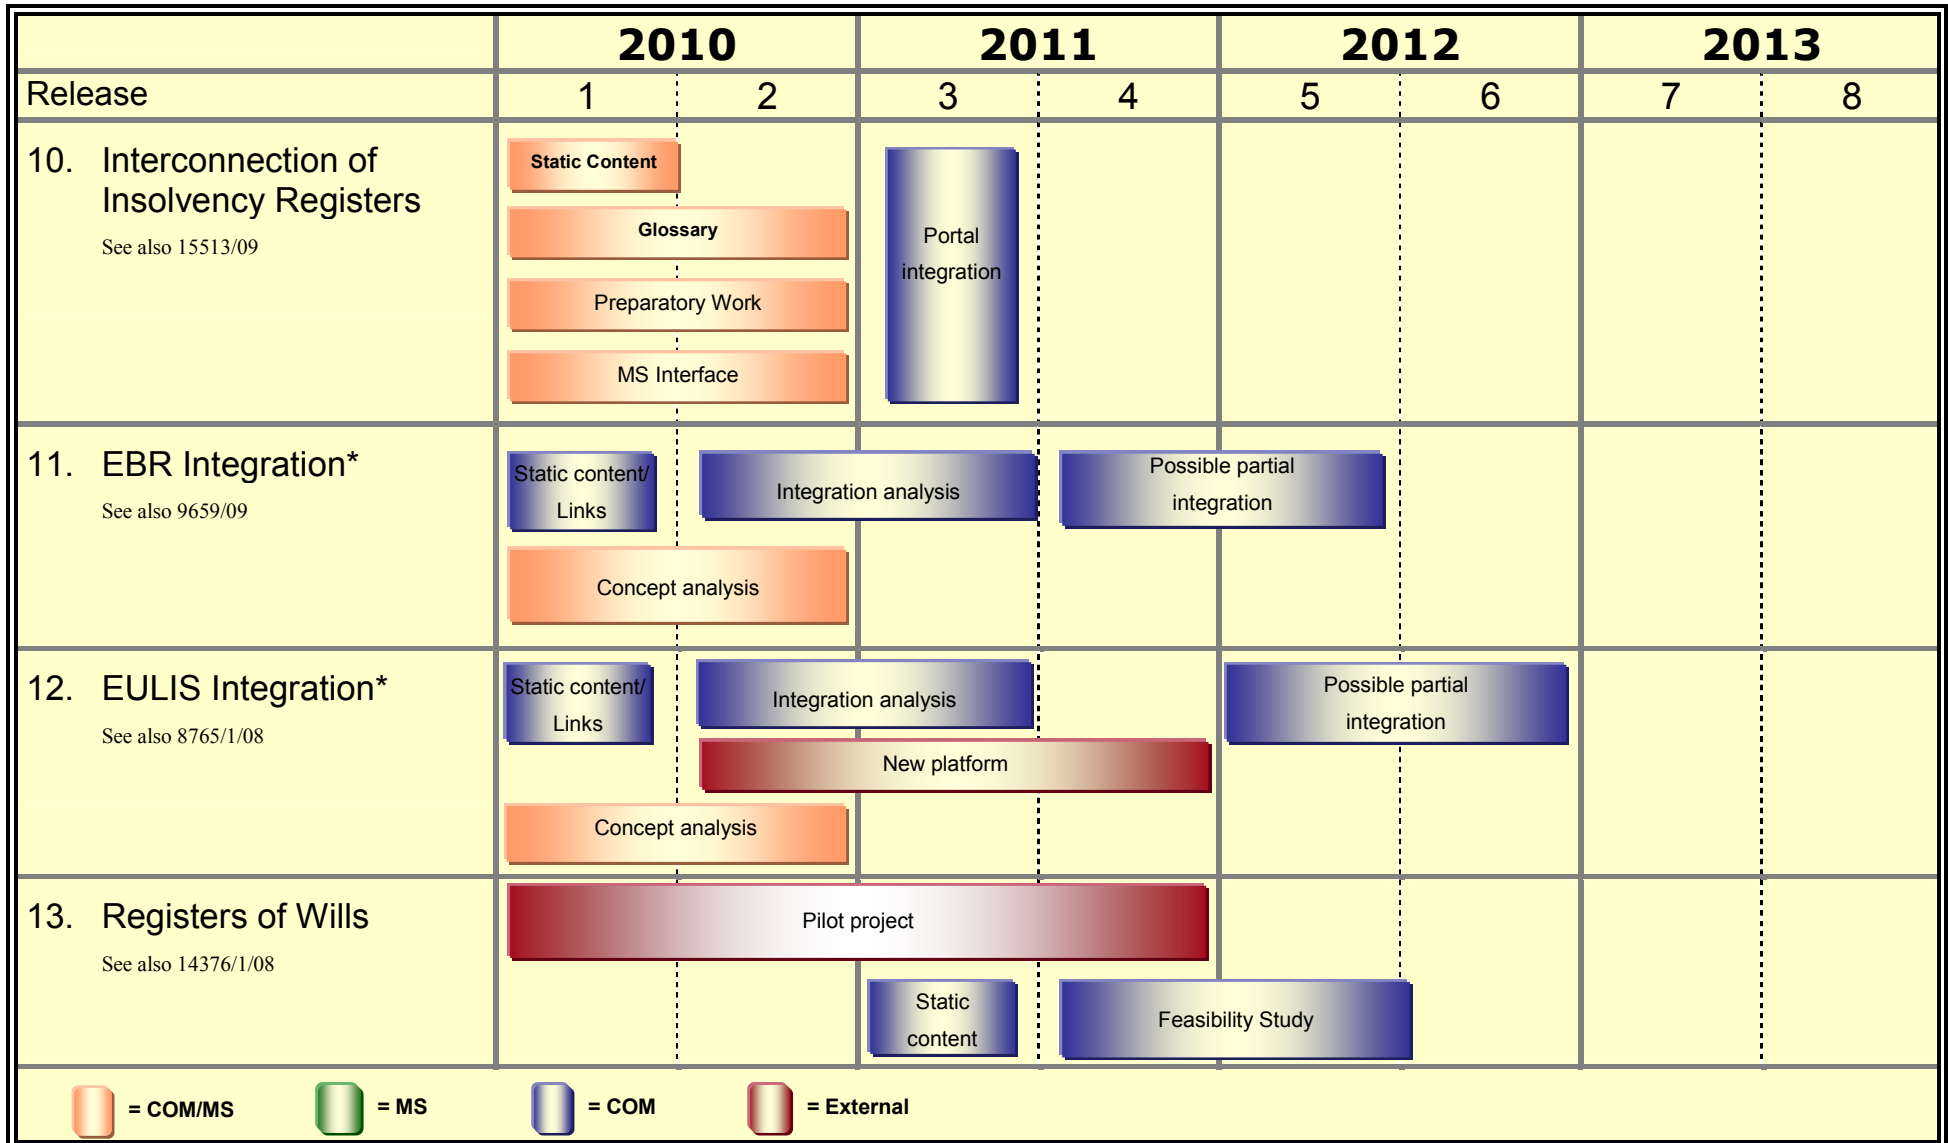 2010 2011 2012 2013
Release 1 2 3 4 5 6 7 8
10. Interconnection of
Insolvency Registers
See also 15513/09
Static Content
Glossary
Preparatory Work
MS Interface
Portal
integration
11. EBR Integration*
See also 9659/09
Static content/
Links
Integration analysis
Possible partial
integration
Concept analysis
12. EULIS Integration*
See also 8765/1/08
Static content/
Links
Integration analysis
Possible partial
integration
New platform
Concept analysis
13. Registers of Wills
See also 14376/1/08
Pilot project
Static
content
Feasibility Study
= COM/MS = MS = COM = External